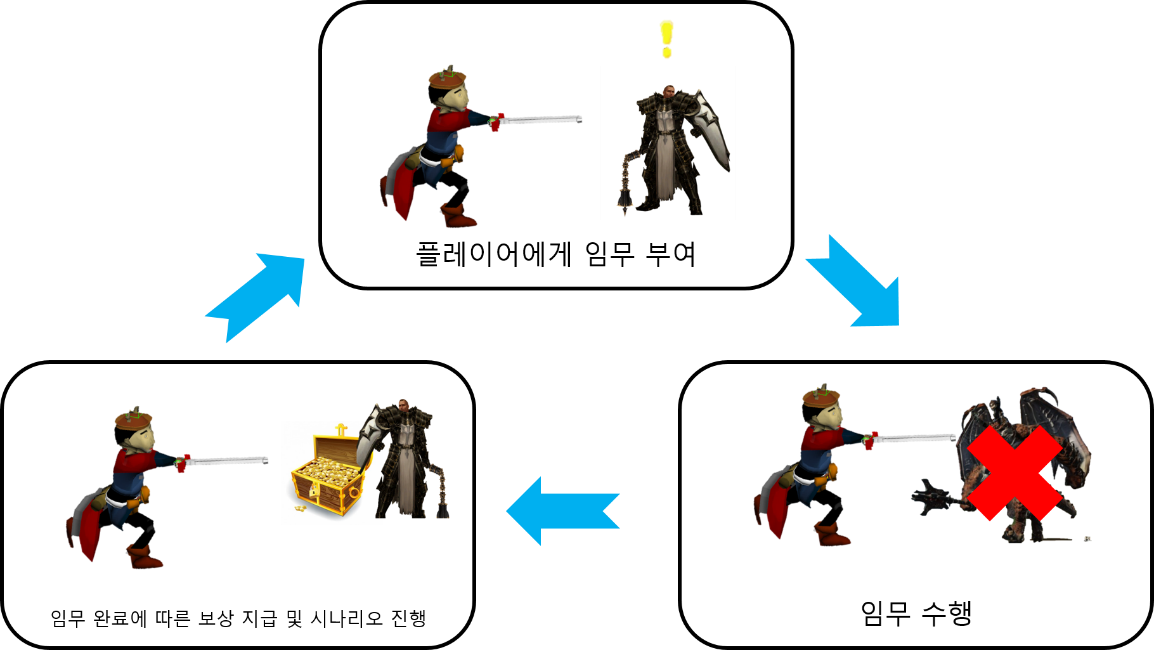 플레이어에게 임무 부여
임무 수행
임무 완료에 따른 보상 지급 및 시나리오 진행